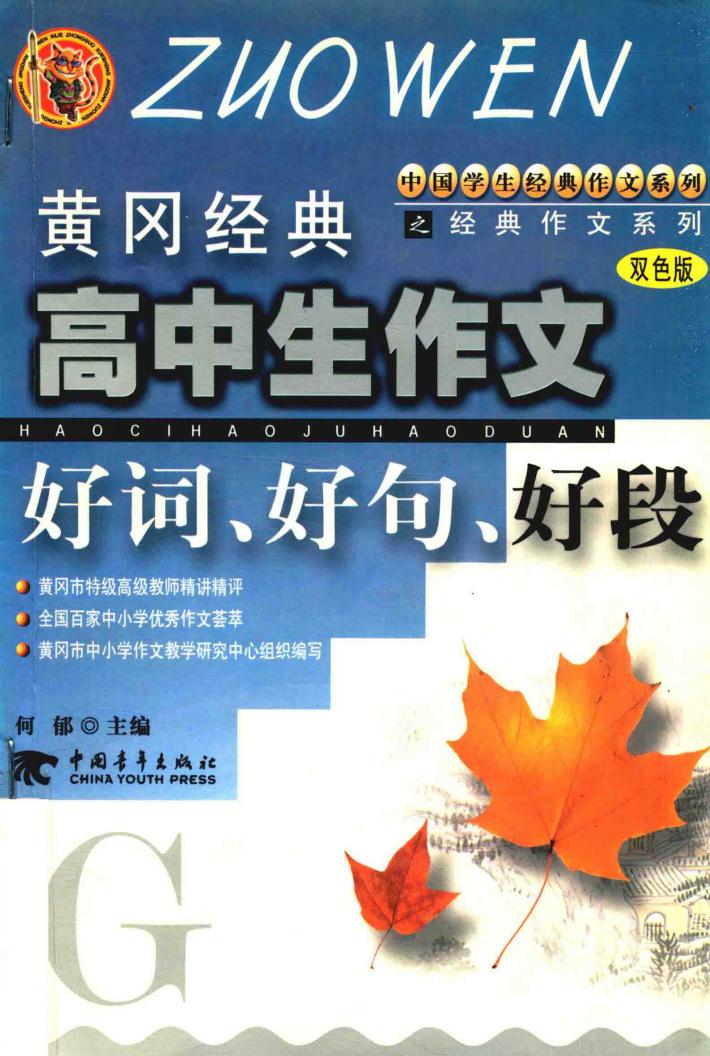 ZUOWEN
中国学生经典作文系列
之经典作文系列
双色版
黄冈经典
高中生作文
HAOCIHAOJUHAODUAN
好词、好句、好段
黄冈市特级高级教师精讲精评
全国百家中小学优秀作文荟萃
黄冈市中小学作文教学研究中心组织编写
何郁◎主编
中国青年出版社
CHINA YOUTH PRESS
G